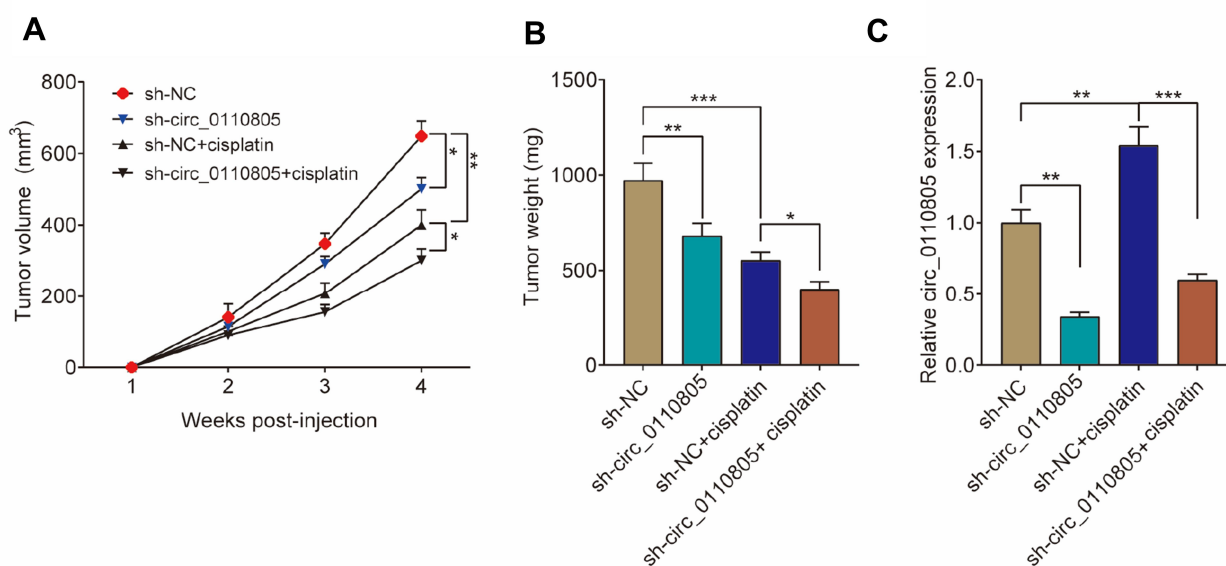 A
Tumor volume (mm³)
800
600
400
200
0
sh-NC
sh-circ_0110805
sh-NC+cisplatin
sh-circ_0110805+cisplatin
*
**
*
1 2 3 4
Weeks post-injection
B
Tumor weight (mg)
1500
1000
500
0
***
**
*
sh-NC
sh-circ_0110805
sh-NC+cisplatin
sh-circ_0110805+ cisplatin
C
Relative circ_0110805 expression
2.0
1.5
1.0
0.5
0.0
**
***
**
sh-NC
sh-circ_0110805
sh-NC+cisplatin
sh-circ_0110805+ cisplatin